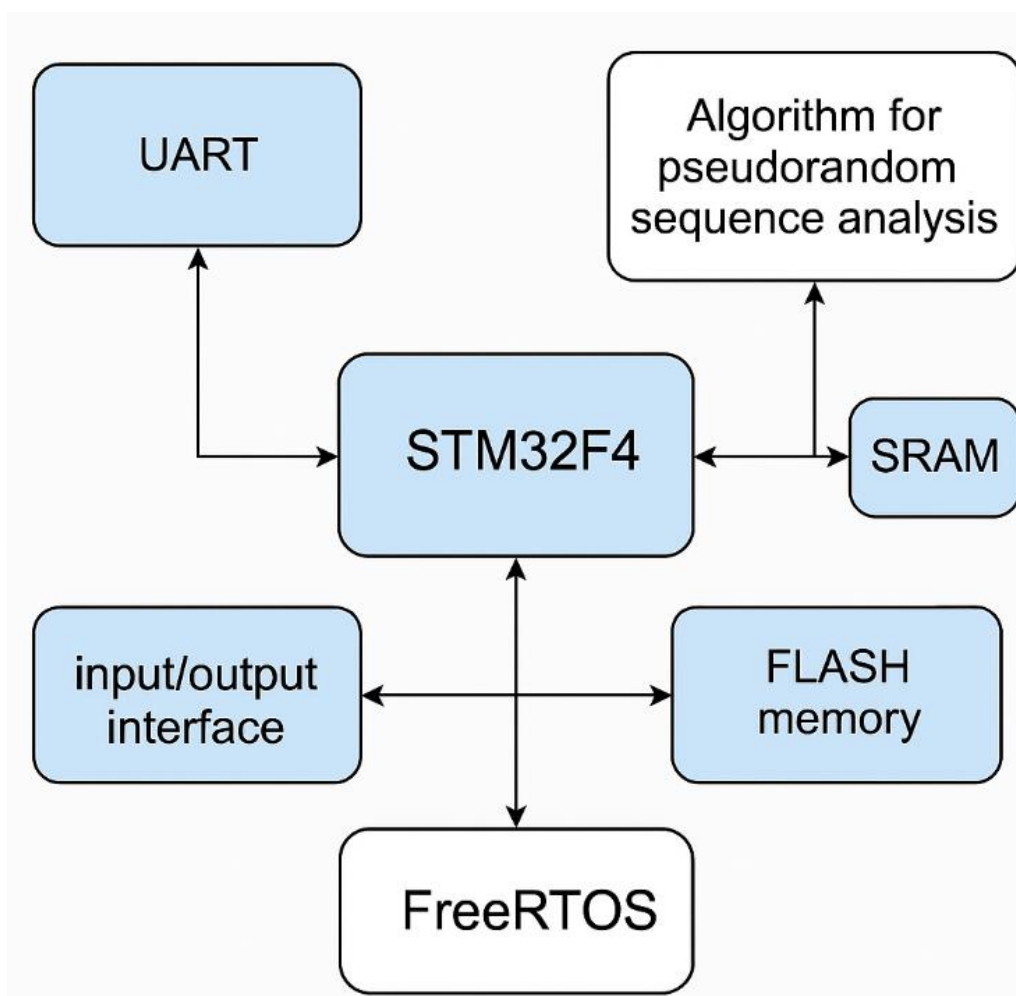 UART
Algorithm for
pseudorandom
sequence analysis
STM32F4
SRAM
input/output
interface
FLASH
memory
FreeRTOS